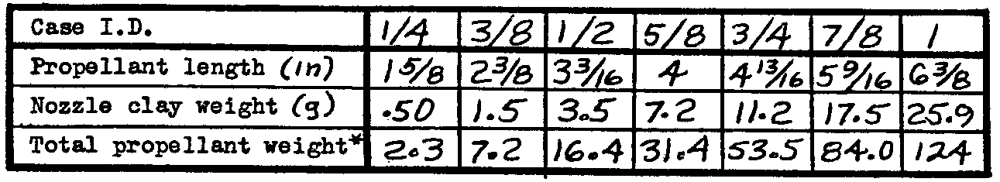 Case I.D. 1/4 3/8 1/2 5/8 3/4 7/8 1
Propellant length (in) 1 5/8 2 3/8 3 3/16 4 4 13/16 5 9/16 6 3/8
Nozzle clay weight (g) .50 1.5 3.5 7.2 11.2 17.5 25.9
Total propellant weight* 2.3 7.2 16.4 31.4 53.5 84.0 124